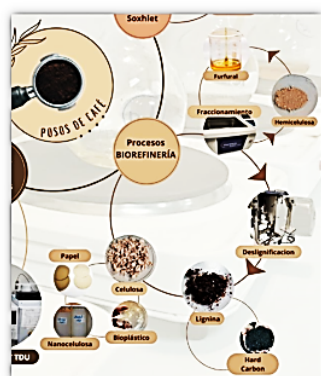 Soxhlet
Furfural
POSOS DE CAFÉ
Fraccionamiento
Hemicelulosa
Procesos
BIOREFINERÍA
Deslignificacion
Papel
Celulosa
Lignina
Nanocelulosa
Bioplástico
TDU
Hard
Carbon